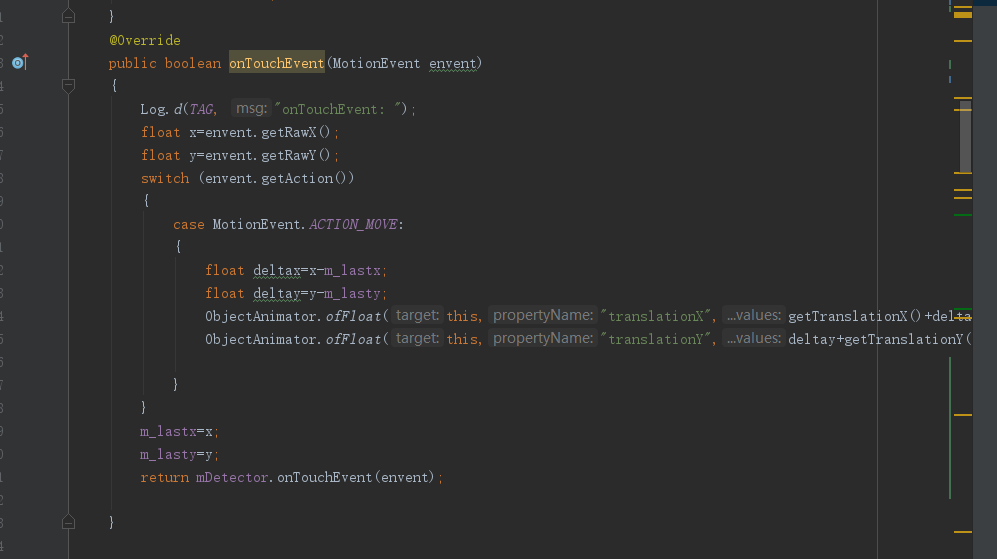 }
@Override
public boolean onTouchEvent(MotionEvent envent)
{
Log.d(TAG, msg: "onTouchEvent: ");
float x=envent.getRawX();
float y=envent.getRawY();
switch (envent.getAction())
{
case MotionEvent.ACTION_MOVE:
{
float deltax=x-m_lastx;
float deltay=y-m_lasty;
ObjectAnimator.ofFloat( target: this, propertyName: "translationX", ...values: getTranslationX()+delta
ObjectAnimator.ofFloat( target: this, propertyName: "translationY", ...values: deltay+getTranslationY(
}
}
m_lastx=x;
m_lasty=y;
return mDetector.onTouchEvent(envent);
}